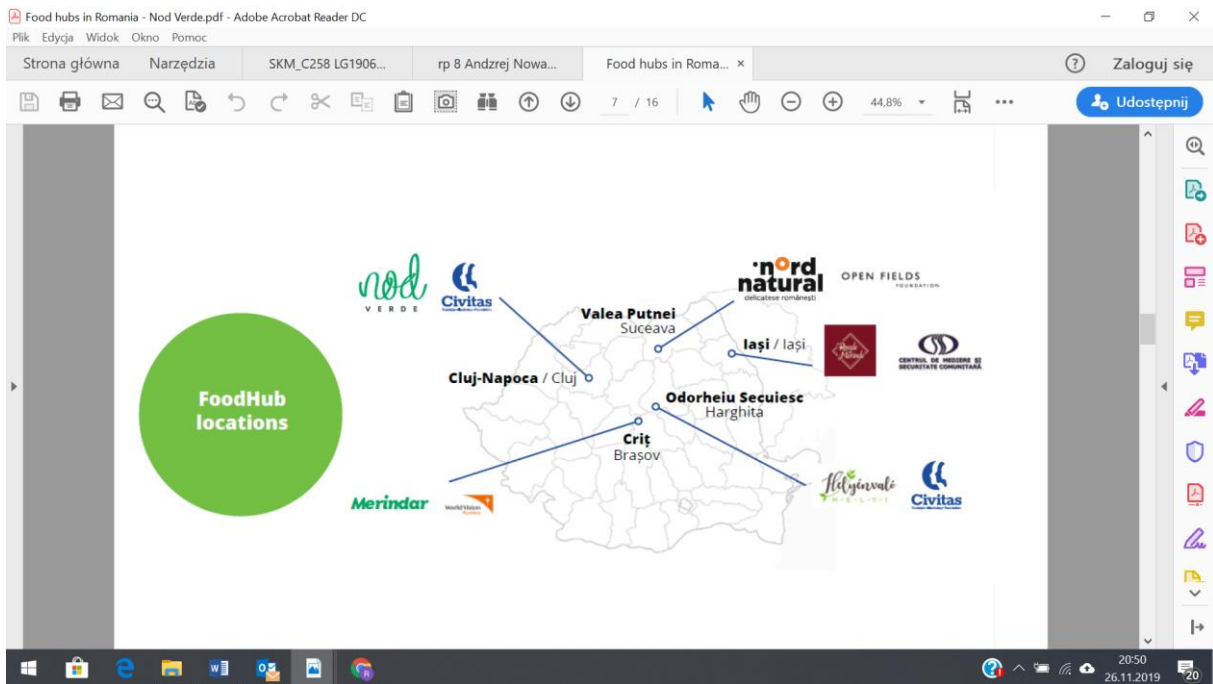 Food hubs in Romania - Nod Verde.pdf - Adobe Acrobat Reader DC
Plik Edycja Widok Okno Pomoc
Strona główna Narzędzia SKM_C258 LG1906... rp 8 Andzrej Nowa... Food hubs in Roma... × Zaloguj się
7 / 16 44,8% Udostępnij
nod
VERDE
Civitas
nord
natural
delicatese românești
OPEN FIELDS
FOUNDATION
Valea Putnei
Suceava
Iași / Iași
CENTRUL DE MEDIERE ȘI
SECURITATE COMUNITARĂ
Cluj-Napoca / Cluj
FoodHub
locations
Odorheiu Secuiesc
Harghita
Criț
Brașov
Merindar
World Vision
Helyénvaló
HELYI
Civitas
20:50
26.11.2019
20